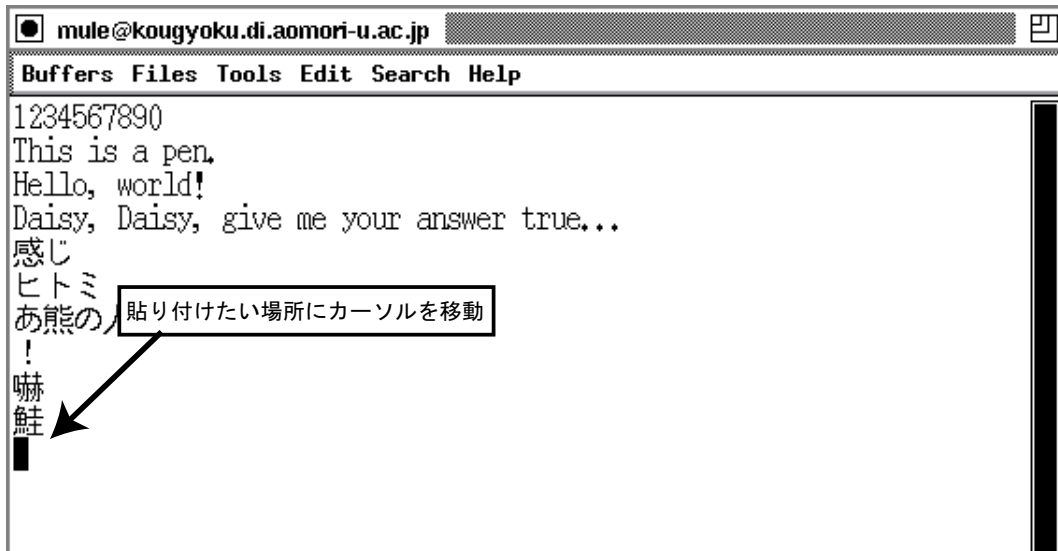 mule@kougyoku.di.aomori-u.ac.jp
Buffers Files Tools Edit Search Help
1234567890
This is a pen.
Hello, world!
Daisy, Daisy, give me your answer true...
感じ
ヒトミ
あ熊の
貼り付けたい場所にカーソルを移動
！
嚇
鮭